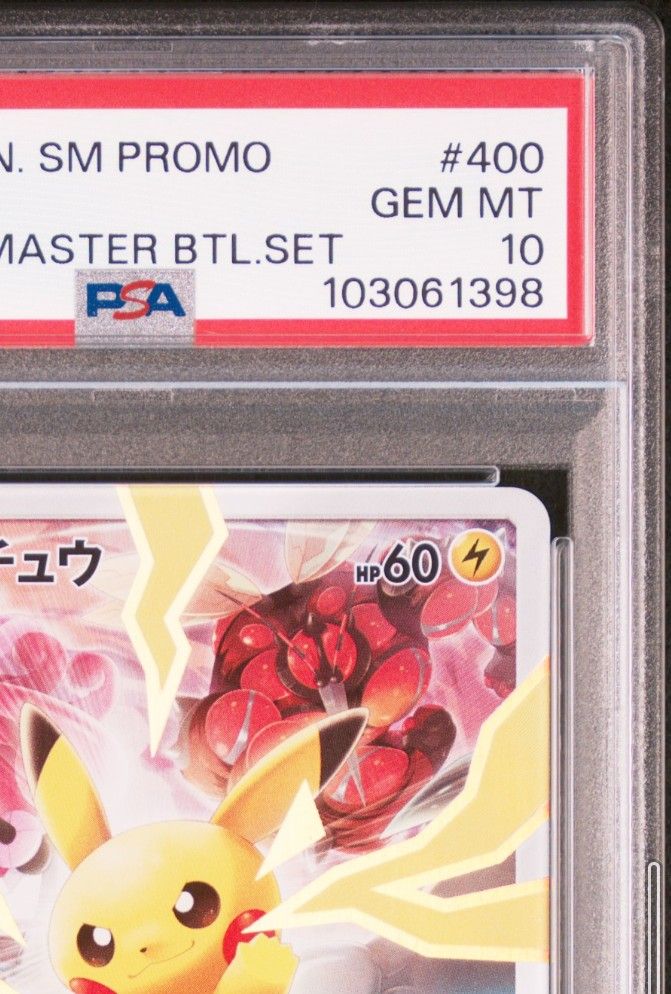 N. SM PROMO #400
GEM MT
MASTER BTL.SET 10
PSA 103061398
チュウ HP60